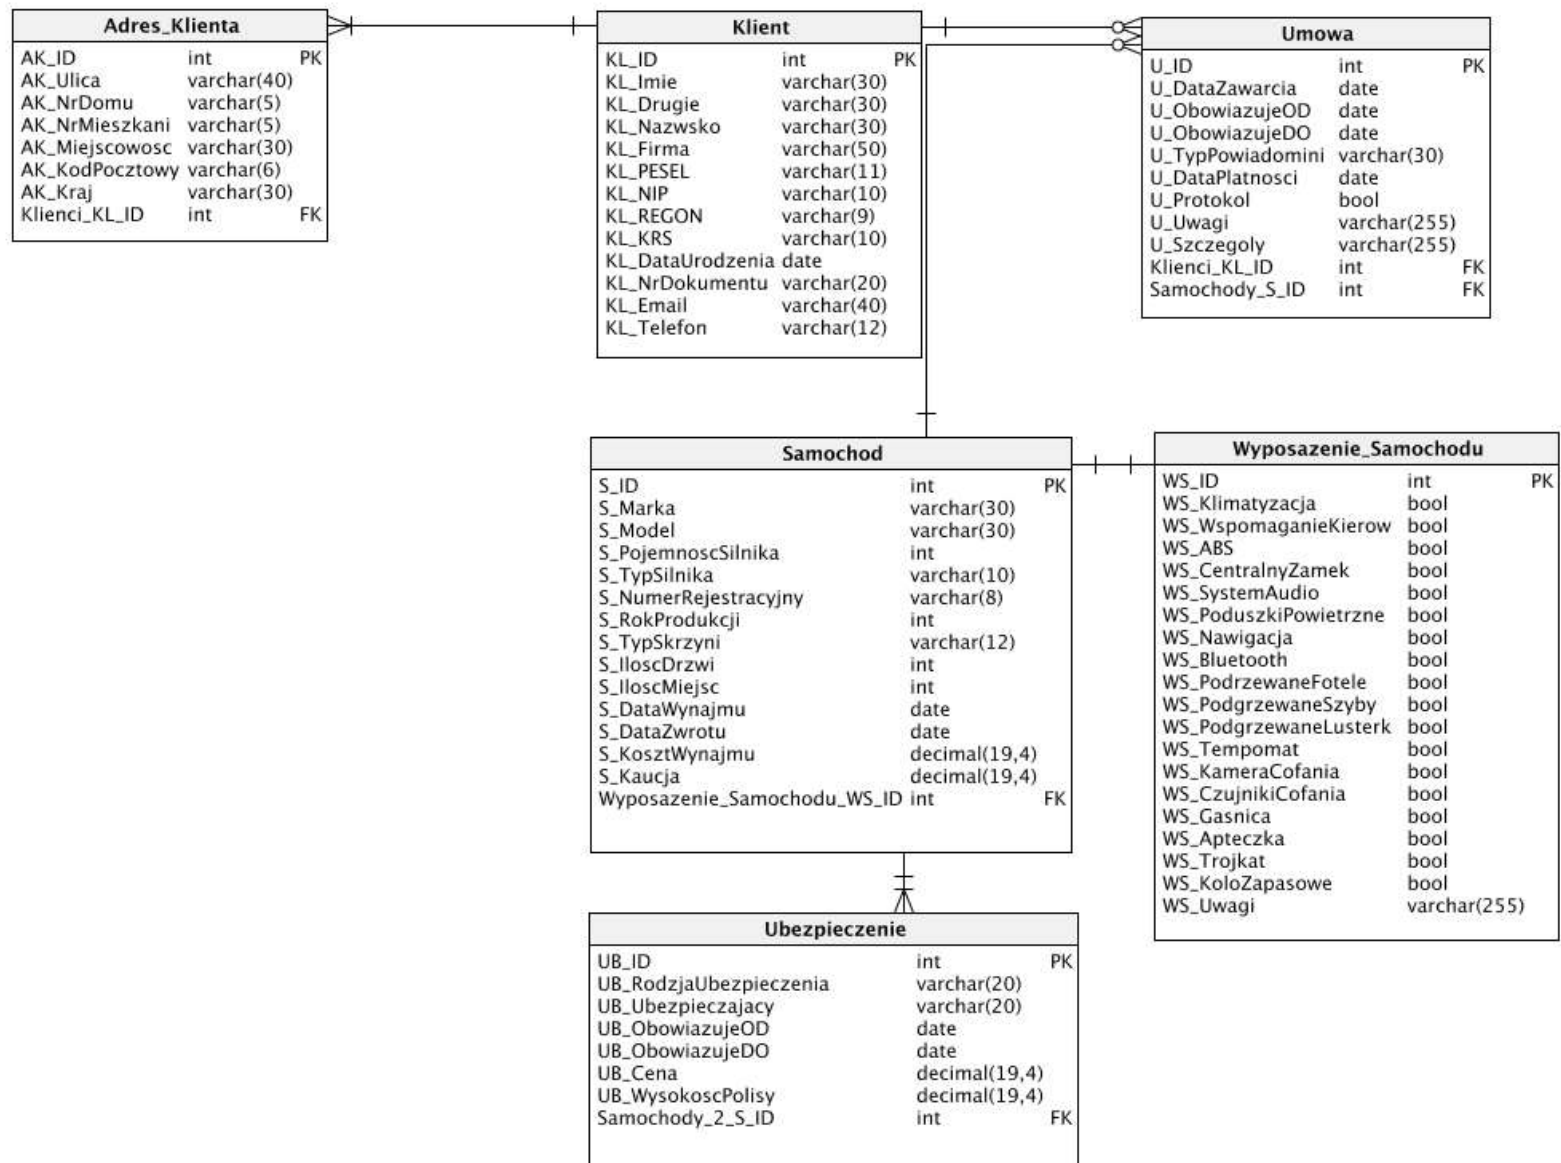 Adres_Klienta
AK_ID int PK
AK_Ulica varchar(40)
AK_NrDomu varchar(5)
AK_NrMieszkani varchar(5)
AK_Miejscowosc varchar(30)
AK_KodPocztowy varchar(6)
AK_Kraj varchar(30)
Klienci_KL_ID int FK
Klient
KL_ID int PK
KL_Imie varchar(30)
KL_Drugie varchar(30)
KL_Nazwsko varchar(30)
KL_Firma varchar(50)
KL_PESEL varchar(11)
KL_NIP varchar(10)
KL_REGON varchar(9)
KL_KRS varchar(10)
KL_DataUrodzenia date
KL_NrDokumentu varchar(20)
KL_Email varchar(40)
KL_Telefon varchar(12)
Umowa
U_ID int PK
U_DataZawarcia date
U_ObowiazujeOD date
U_ObowiazujeDO date
U_TypPowiadomini varchar(30)
U_DataPlatnosci date
U_Protokol bool
U_Uwagi varchar(255)
U_Szczegoly varchar(255)
Klienci_KL_ID int FK
Samochody_S_ID int FK
Samochod
S_ID int PK
S_Marka varchar(30)
S_Model varchar(30)
S_PojemnoscSilnika int
S_TypSilnika varchar(10)
S_NumerRejestracyjny varchar(8)
S_RokProdukcji int
S_TypSkrzyni varchar(12)
S_IloscDrzwi int
S_IloscMiejsc int
S_DataWynajmu date
S_DataZwrotu date
S_KosztWynajmu decimal(19,4)
S_Kaucja decimal(19,4)
Wyposazenie_Samochodu_WS_ID int FK
Wyposazenie_Samochodu
WS_ID int PK
WS_Klimatyzacja bool
WS_WspomaganieKierow bool
WS_ABS bool
WS_CentralnyZamek bool
WS_SystemAudio bool
WS_PoduszkiPowietrzne bool
WS_Nawigacja bool
WS_Bluetooth bool
WS_PodrzewaneFotele bool
WS_PodgrzewaneSzyby bool
WS_PodgrzewaneLusterk bool
WS_Tempomat bool
WS_KameraCofania bool
WS_CzujnikiCofania bool
WS_Gasnica bool
WS_Apteczka bool
WS_Trojkat bool
WS_KoloZapasowe bool
WS_Uwagi varchar(255)
Ubezpieczenie
UB_ID int PK
UB_RodzjaUbezpieczenia varchar(20)
UB_Ubezpieczajacy varchar(20)
UB_ObowiazujeOD date
UB_ObowiazujeDO date
UB_Cena decimal(19,4)
UB_WysokoscPolisy decimal(19,4)
Samochody_2_S_ID int FK